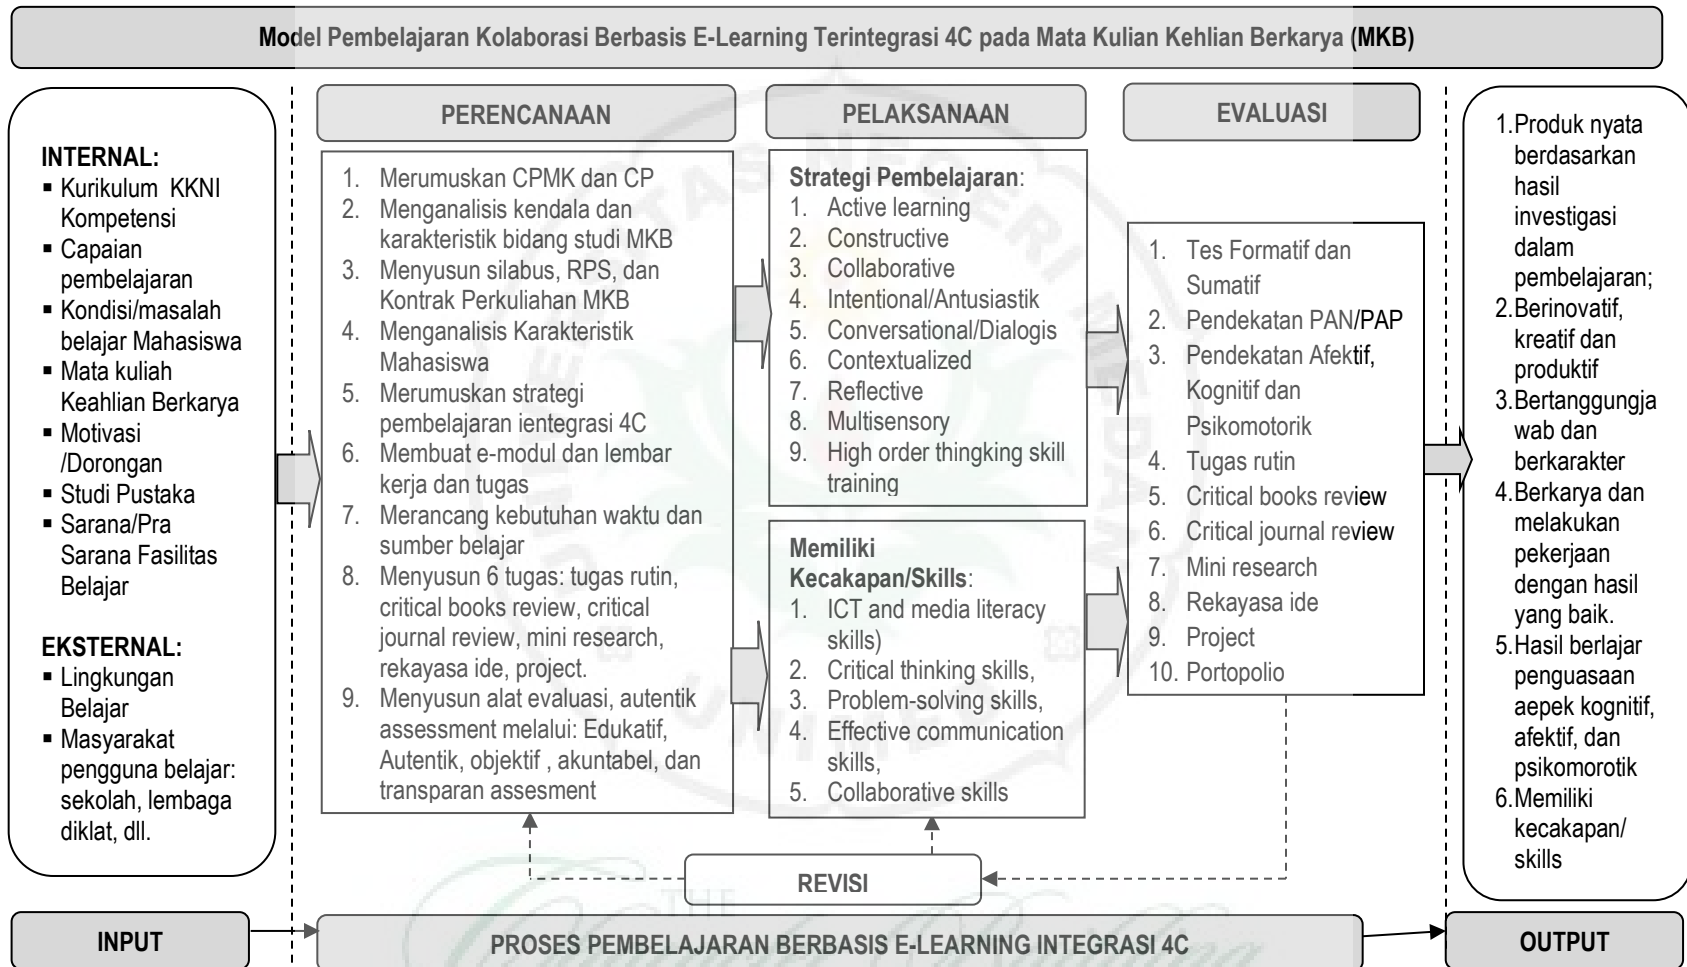 Model Pembelajaran Kolaborasi Berbasis E-Learning Terintegrasi 4C pada Mata Kulian Kehlian Berkarya (MKB)
INTERNAL:
▪ Kurikulum KKNI
Kompetensi
▪ Capaian
pembelajaran
▪ Kondisi/masalah
belajar Mahasiswa
▪ Mata kuliah
Keahlian Berkarya
▪ Motivasi
/Dorongan
▪ Studi Pustaka
▪ Sarana/Pra
Sarana Fasilitas
Belajar
EKSTERNAL:
▪ Lingkungan
Belajar
▪ Masyarakat
pengguna belajar:
sekolah, lembaga
diklat, dll.
PERENCANAAN
1. Merumuskan CPMK dan CP
2. Menganalisis kendala dan
karakteristik bidang studi MKB
3. Menyusun silabus, RPS, dan
Kontrak Perkuliahan MKB
4. Menganalisis Karakteristik
Mahasiswa
5. Merumuskan strategi
pembelajaran ientegrasi 4C
6. Membuat e-modul dan lembar
kerja dan tugas
7. Merancang kebutuhan waktu dan
sumber belajar
8. Menyusun 6 tugas: tugas rutin,
critical books review, critical
journal review, mini research,
rekayasa ide, project.
9. Menyusun alat evaluasi, autentik
assessment melalui: Edukatif,
Autentik, objektif , akuntabel, dan
transparan assesment
PELAKSANAAN
Strategi Pembelajaran:
1. Active learning
2. Constructive
3. Collaborative
4. Intentional/Antusiastik
5. Conversational/Dialogis
6. Contextualized
7. Reflective
8. Multisensory
9. High order thingking skill
training
Memiliki
Kecakapan/Skills:
1. ICT and media literacy
skills)
2. Critical thinking skills,
3. Problem-solving skills,
4. Effective communication
skills,
5. Collaborative skills
EVALUASI
1. Tes Formatif dan
Sumatif
2. Pendekatan PAN/PAP
3. Pendekatan Afektif,
Kognitif dan
Psikomotorik
4. Tugas rutin
5. Critical books review
6. Critical journal review
7. Mini research
8. Rekayasa ide
9. Project
10. Portopolio
1.Produk nyata
berdasarkan
hasil
investigasi
dalam
pembelajaran;
2.Berinovatif,
kreatif dan
produktif
3.Bertanggungja
wab dan
berkarakter
4.Berkarya dan
melakukan
pekerjaan
dengan hasil
yang baik.
5.Hasil berlajar
penguasaan
aepek kognitif,
afektif, dan
psikomorotik
6.Memiliki
kecakapan/
skills
REVISI
INPUT
PROSES PEMBELAJARAN BERBASIS E-LEARNING INTEGRASI 4C
OUTPUT
UNIVERSITAS NEGERI MEDAN
UNIMED
THE
Character Building